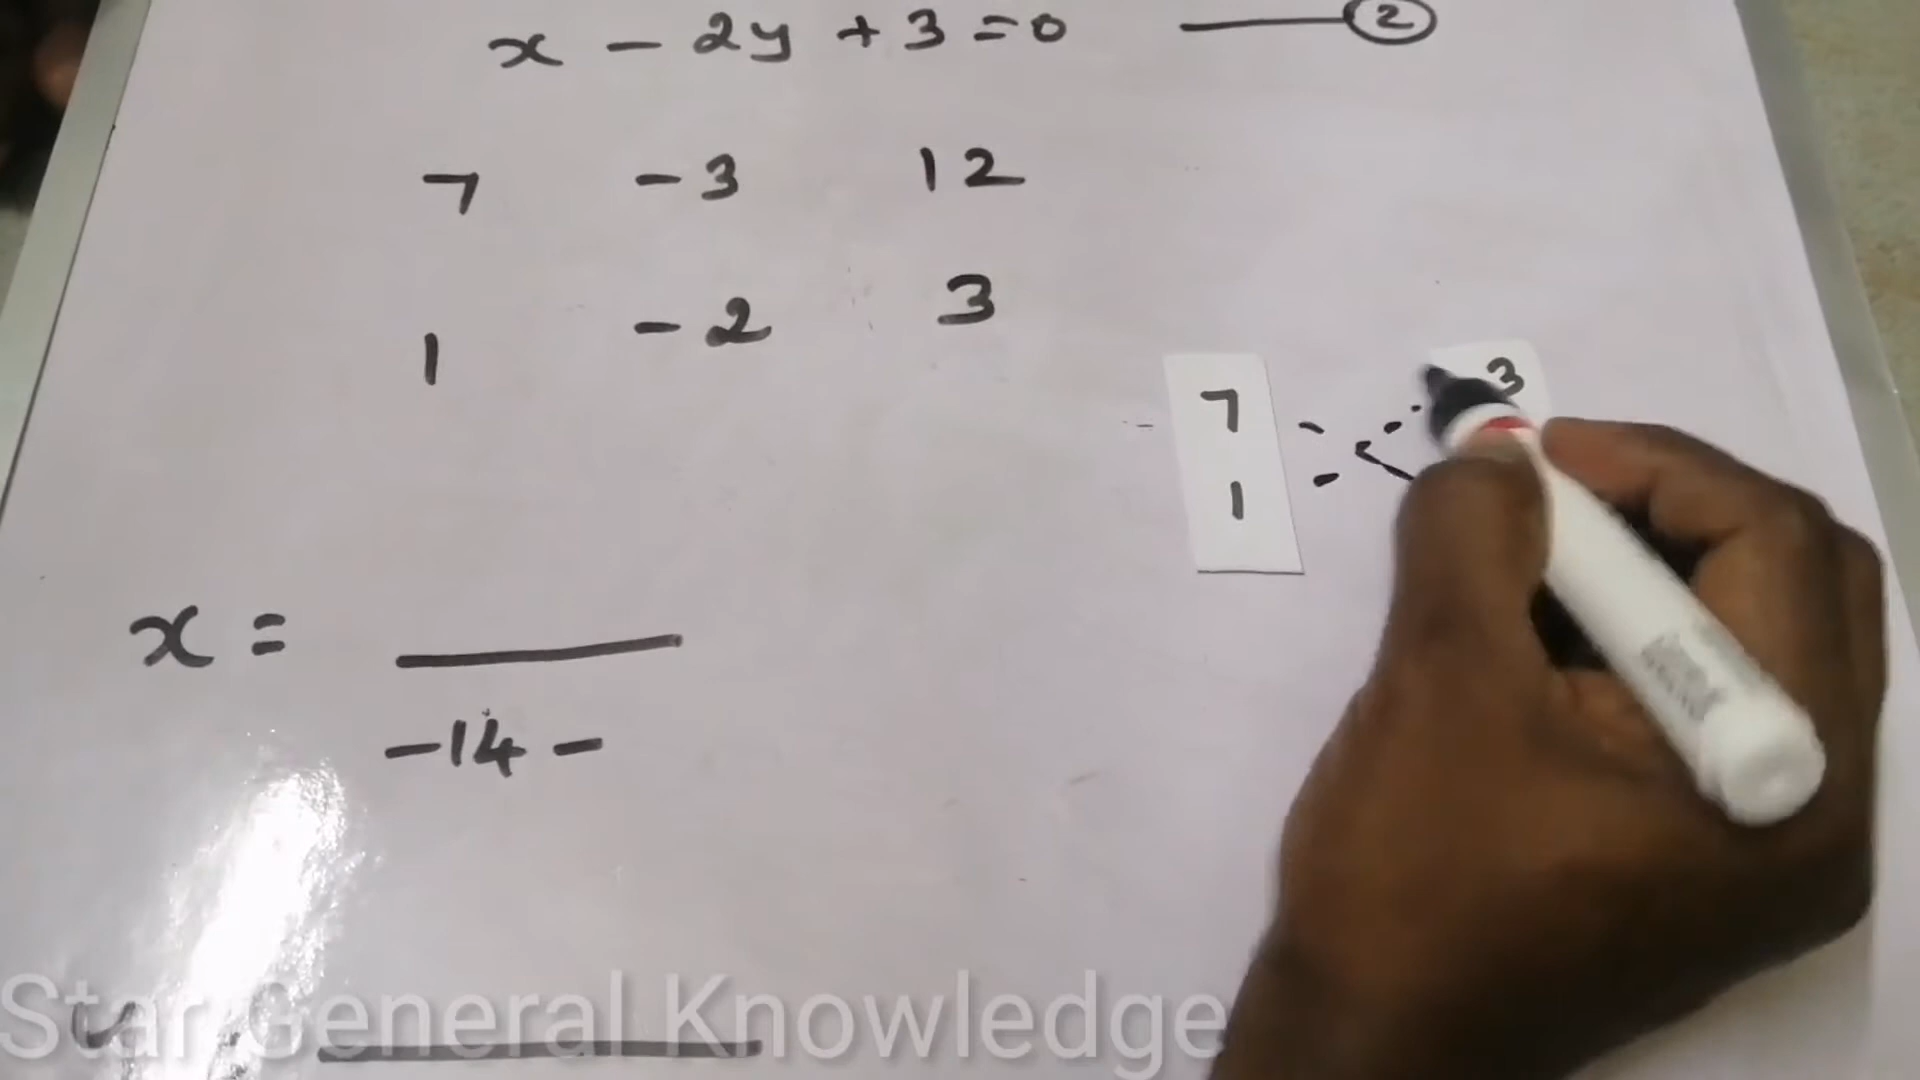 x - 2y + 3 = 0 ——— ②
7 - 3 12
1 - 2 3
7 3
1
x = ———
-14 -
Star General Knowledge